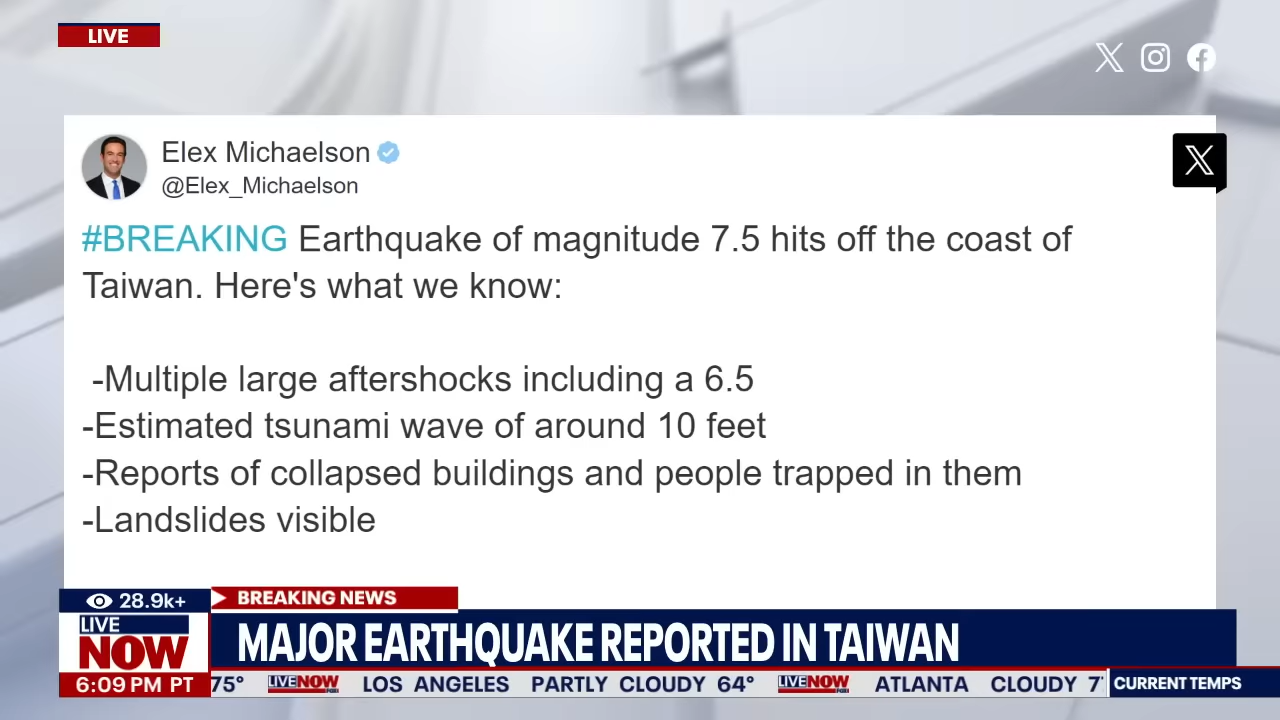 LIVE
Elex Michaelson
@Elex_Michaelson
X
#BREAKING Earthquake of magnitude 7.5 hits off the coast of
Taiwan. Here's what we know:
-Multiple large aftershocks including a 6.5
-Estimated tsunami wave of around 10 feet
-Reports of collapsed buildings and people trapped in them
-Landslides visible
28.9k+
BREAKING NEWS
LIVE
NOW
MAJOR EARTHQUAKE REPORTED IN TAIWAN
6:09 PM PT
75° LIVENOW FOX LOS ANGELES PARTLY CLOUDY 64° LIVENOW FOX ATLANTA CLOUDY 7
CURRENT TEMPS